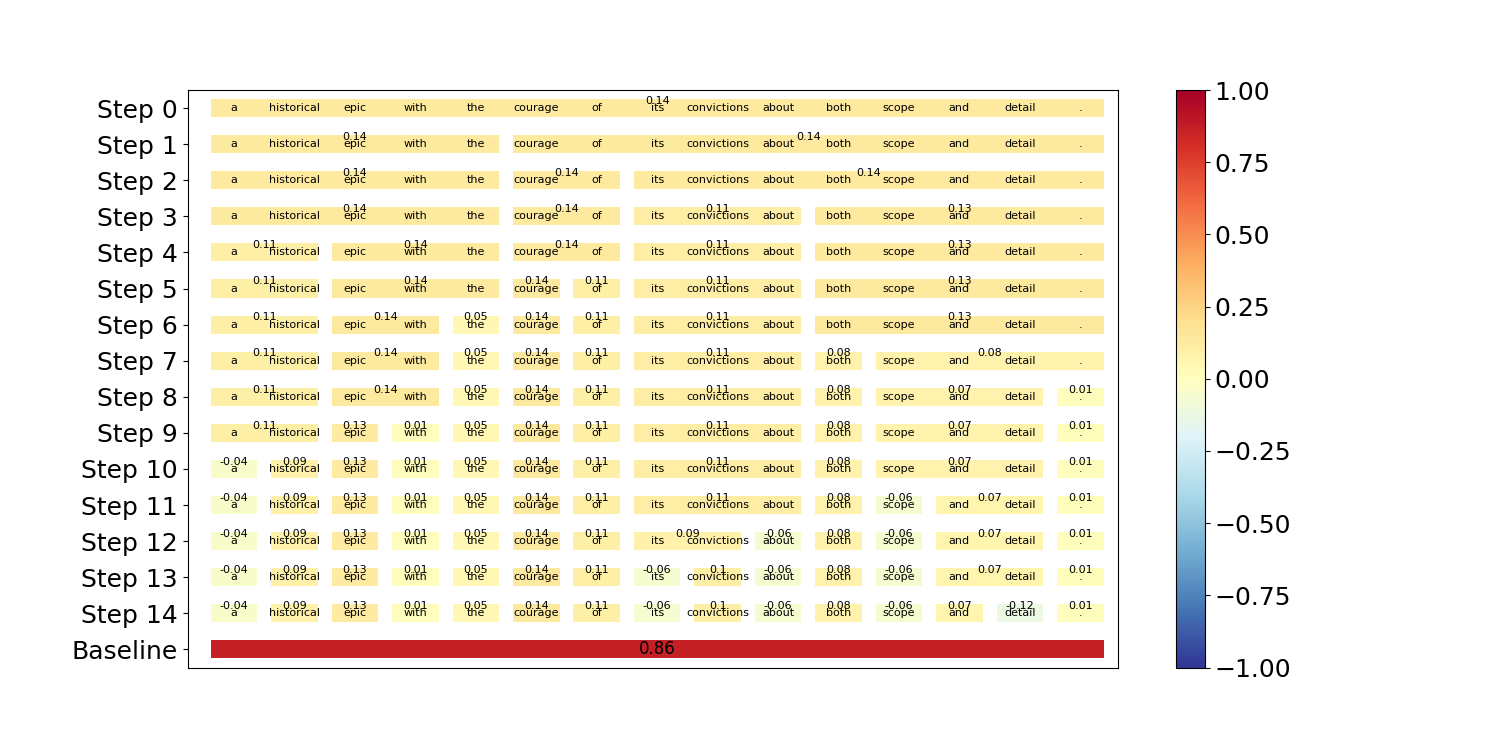 0.14
Step 0 a historical epic with the courage of its convictions about both scope and detail .
0.14 0.14
Step 1 a historical epic with the courage of its convictions about both scope and detail .
0.14 0.14 0.14
Step 2 a historical epic with the courage of its convictions about both scope and detail .
0.14 0.14 0.11 0.13
Step 3 a historical epic with the courage of its convictions about both scope and detail .
0.11 0.14 0.14 0.11 0.13
Step 4 a historical epic with the courage of its convictions about both scope and detail .
0.11 0.14 0.14 0.11 0.11 0.13
Step 5 a historical epic with the courage of its convictions about both scope and detail .
0.11 0.14 0.05 0.14 0.11 0.11 0.13
Step 6 a historical epic with the courage of its convictions about both scope and detail .
0.11 0.14 0.05 0.14 0.11 0.11 0.08 0.08
Step 7 a historical epic with the courage of its convictions about both scope and detail .
0.11 0.14 0.05 0.14 0.11 0.11 0.08 0.07 0.01
Step 8 a historical epic with the courage of its convictions about both scope and detail .
0.11 0.13 0.01 0.05 0.14 0.11 0.11 0.08 0.07 0.01
Step 9 a historical epic with the courage of its convictions about both scope and detail .
-0.04 0.09 0.13 0.01 0.05 0.14 0.11 0.11 0.08 0.07 0.01
Step 10 a historical epic with the courage of its convictions about both scope and detail .
-0.04 0.09 0.13 0.01 0.05 0.14 0.11 0.11 0.08 -0.06 0.07 0.01
Step 11 a historical epic with the courage of its convictions about both scope and detail .
-0.04 0.09 0.13 0.01 0.05 0.14 0.11 0.09 -0.06 0.08 -0.06 0.07 0.01
Step 12 a historical epic with the courage of its convictions about both scope and detail .
-0.04 0.09 0.13 0.01 0.05 0.14 0.11 -0.06 0.1 -0.06 0.08 -0.06 0.07 0.01
Step 13 a historical epic with the courage of its convictions about both scope and detail .
-0.04 0.09 0.13 0.01 0.05 0.14 0.11 -0.06 0.1 -0.06 0.08 -0.06 0.07 -0.12 0.01
Step 14 a historical epic with the courage of its convictions about both scope and detail .
Baseline 0.86
1.00
0.75
0.50
0.25
0.00
−0.25
−0.50
−0.75
−1.00